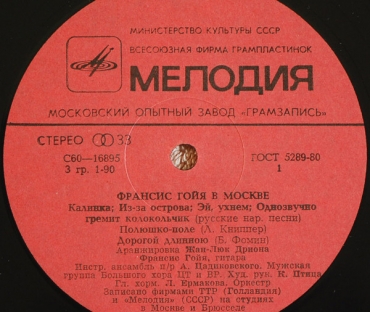 МИНИСТЕРСТВО КУЛЬТУРЫ СССР
ВСЕСОЮЗНАЯ ФИРМА ГРАМПЛАСТИНОК
МЕЛОДИЯ
МОСКОВСКИЙ ОПЫТНЫЙ ЗАВОД «ГРАМЗАПИСЬ»
СТЕРЕО 33
С60—16895 ГОСТ 5289-80
3 гр. 1-90 1
ФРАНСИС ГОЙЯ В МОСКВЕ
Калинка; Из-за острова; Эй, ухнем; Однозвучно
гремит колокольчик (русские нар. песни)
Полюшко-поле (Л. Книппер)
Дорогой длинною (Б. Фомин)
Аранжировка Жан-Люк Дриона
Франсис Гойя, гитара
Инстр. ансамбль п/р А. Цадиковского. Мужская
группа Большого хора ЦТ и ВР. Худ. рук. К. Птица
Гл. хорм. Л. Ермакова. Оркестр
Записано фирмами ТТР (Голландия)
и «Мелодия» (СССР) на студиях
в Москве и Брюсселе